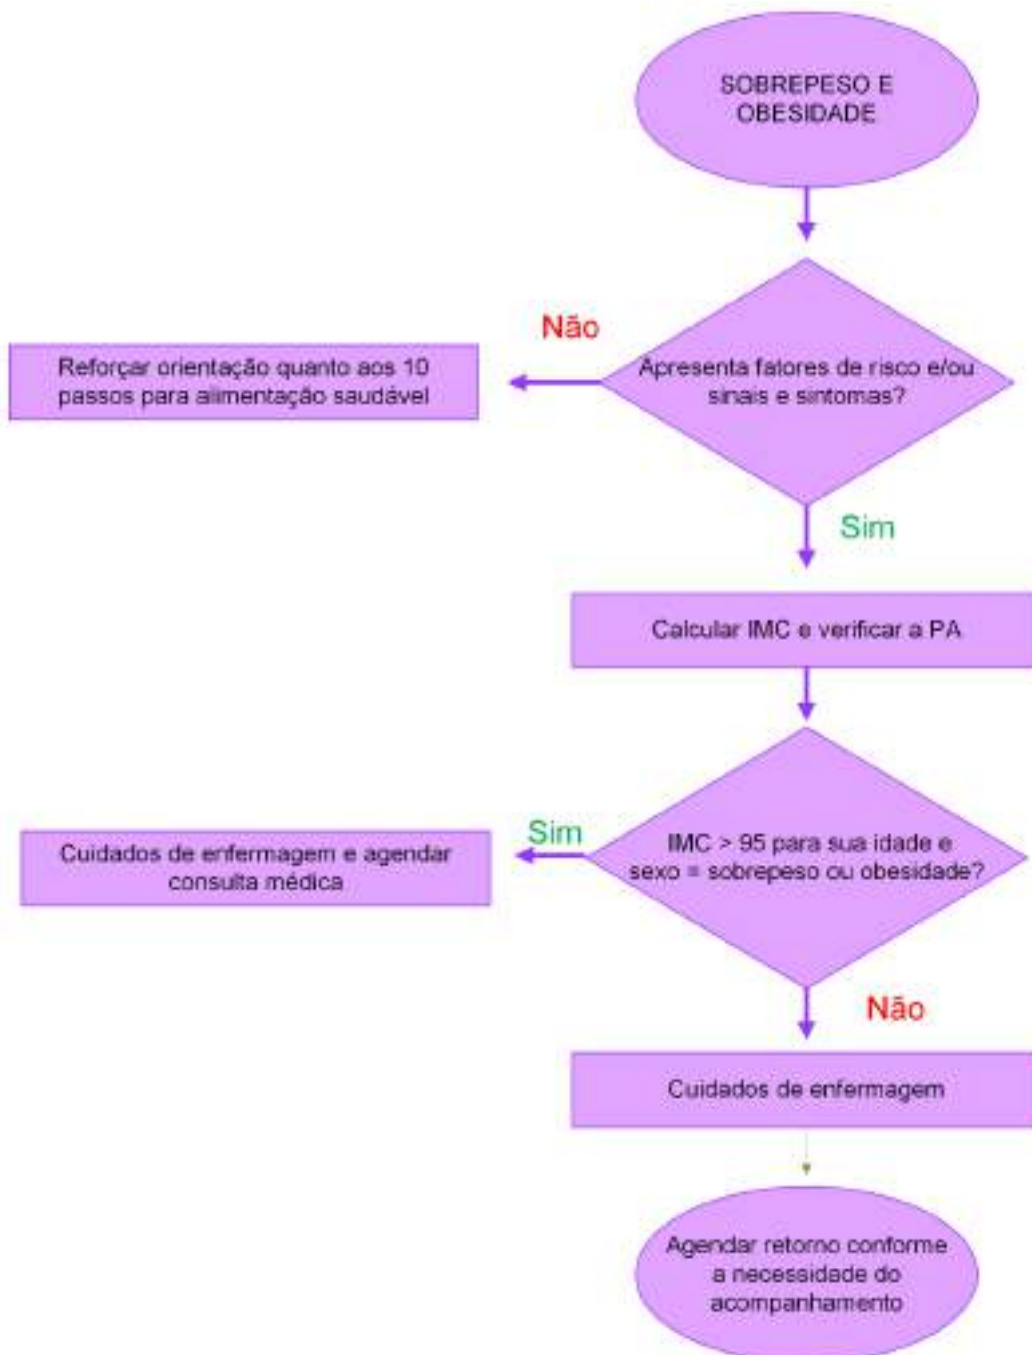 SOBREPESO E
OBESIDADE
Não
Apresenta fatores de risco e/ou
sinais e sintomas?
Reforçar orientação quanto aos 10
passos para alimentação saudável
Sim
Calcular IMC e verificar a PA
Sim
IMC > 95 para sua idade e
sexo = sobrepeso ou obesidade?
Cuidados de enfermagem e agendar
consulta médica
Não
Cuidados de enfermagem
Agendar retorno conforme
a necessidade do
acompanhamento